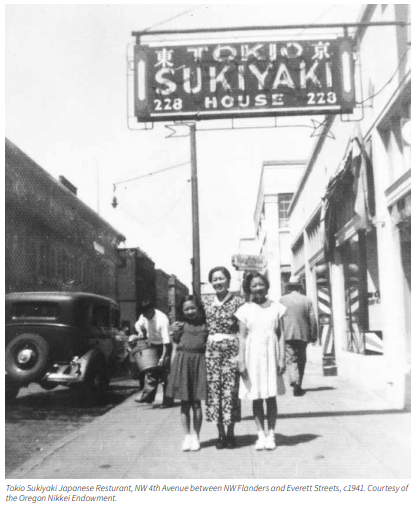 東 TOKIO 京
SUKIYAKI
228 HOUSE 228
Tokio Sukiyaki Japanese Resturant, NW 4th Avenue between NW Flanders and Everett Streets, c1941. Courtesy of
the Oregon Nikkei Endowment.